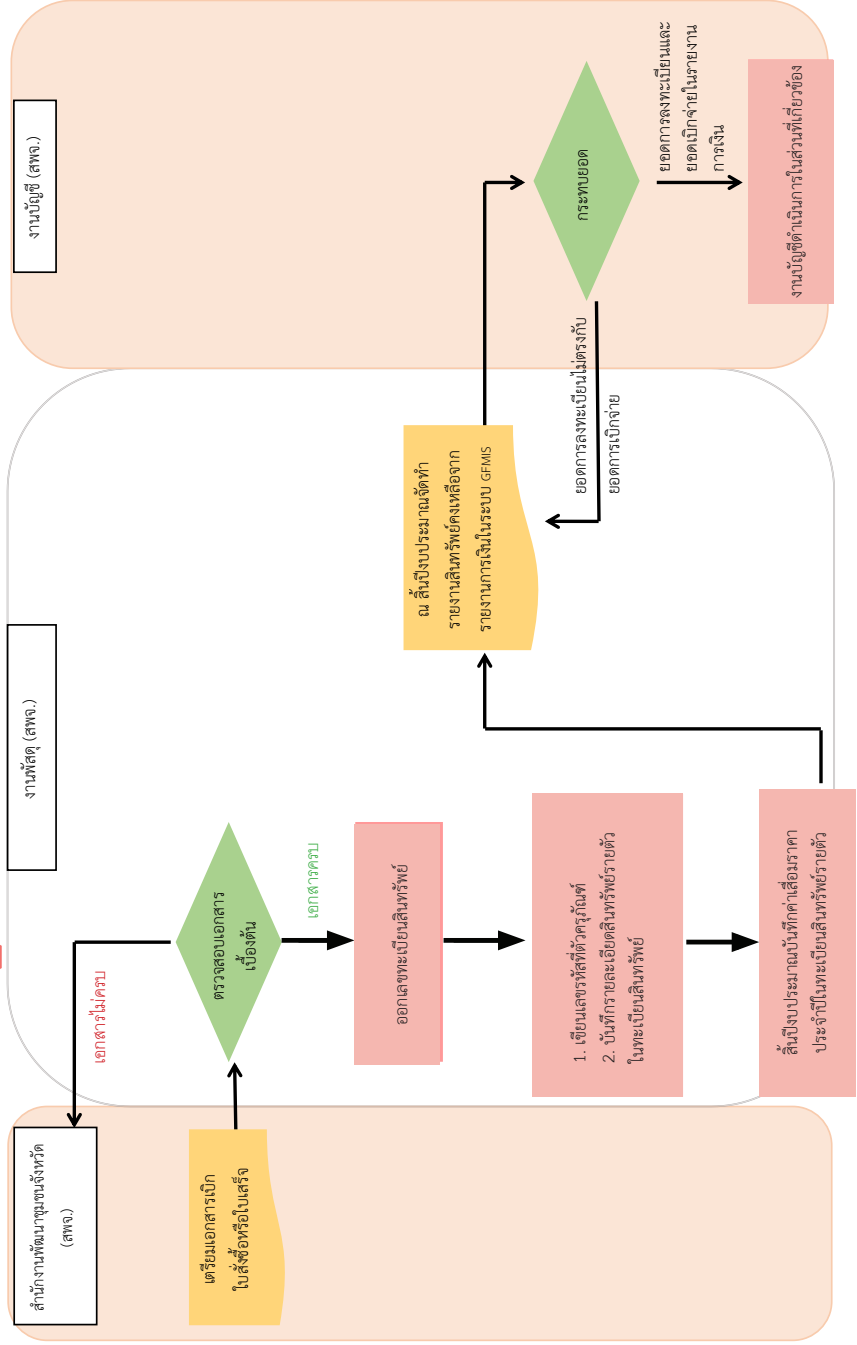 สำนักงานพัฒนาชุมชนจังหวัด
(สพจ.)
งานพัสดุ (สพจ.)
งานบัญชี (สพจ.)
เตรียมเอกสารเบิก
ใบสั่งซื้อหรือใบเสร็จ
เอกสารไม่ครบ
ตรวจสอบเอกสาร
เบื้องต้น
เอกสารครบ
ออกเลขทะเบียนสินทรัพย์
1. เขียนเลขรหัสที่ตัวครุภัณฑ์
2. บันทึกรายละเอียดสินทรัพย์รายตัว
ในทะเบียนสินทรัพย์
สิ้นปีงบประมาณบันทึกค่าเสื่อมราคา
ประจำปีในทะเบียนสินทรัพย์รายตัว
ณ สิ้นปีงบประมาณจัดทำ
รายงานสินทรัพย์คงเหลือจาก
รายงานการเงินในระบบ GFMIS
กระทบยอด
ยอดการลงทะเบียนไม่ตรงกับ
ยอดการเบิกจ่าย
ยอดการลงทะเบียนและ
ยอดเบิกจ่ายในรายงาน
การเงิน
งานบัญชีดำเนินการในส่วนที่เกี่ยวข้อง